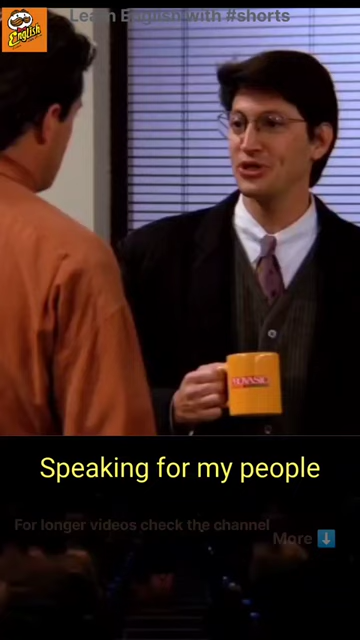 Learn English with #shorts
English
Speaking for my people
For longer videos check the channel
More